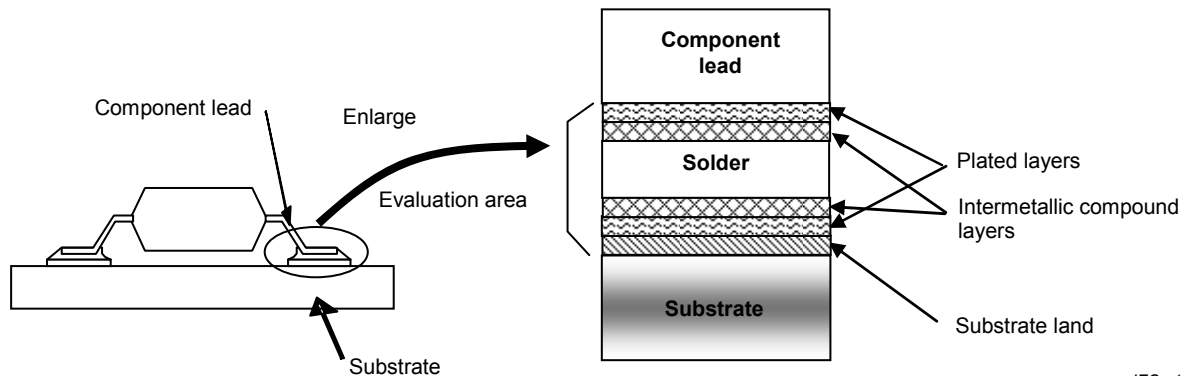 Component lead
Enlarge
Evaluation area
Substrate
Component
lead
Solder
Substrate
Plated layers
Intermetallic compound
layers
Substrate land